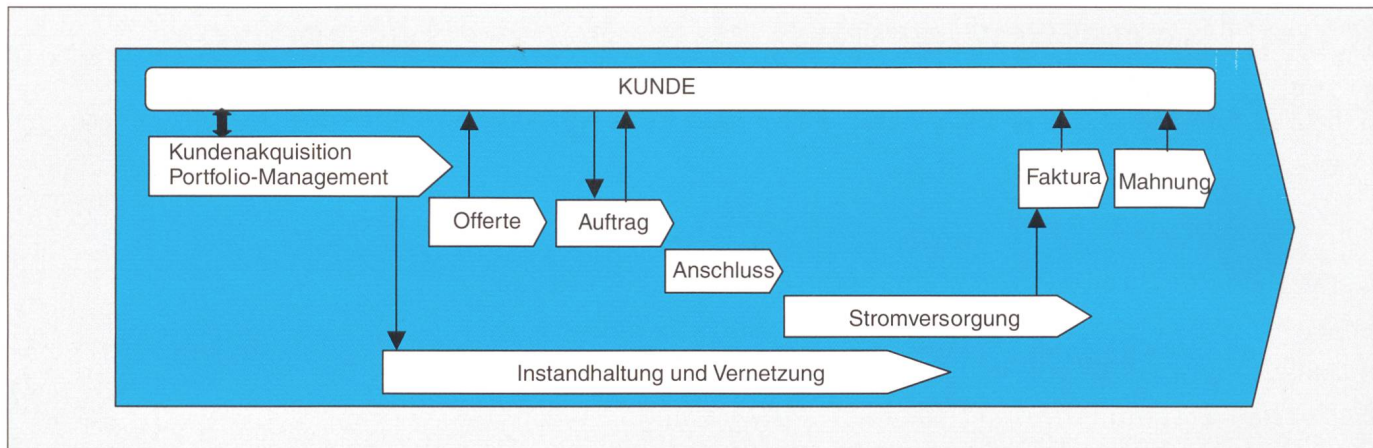 KUNDE
Kundenakquisition
Portfolio-Management
Offerte
Auftrag
Anschluss
Stromversorgung
Instandhaltung und Vernetzung
Faktura
Mahnung